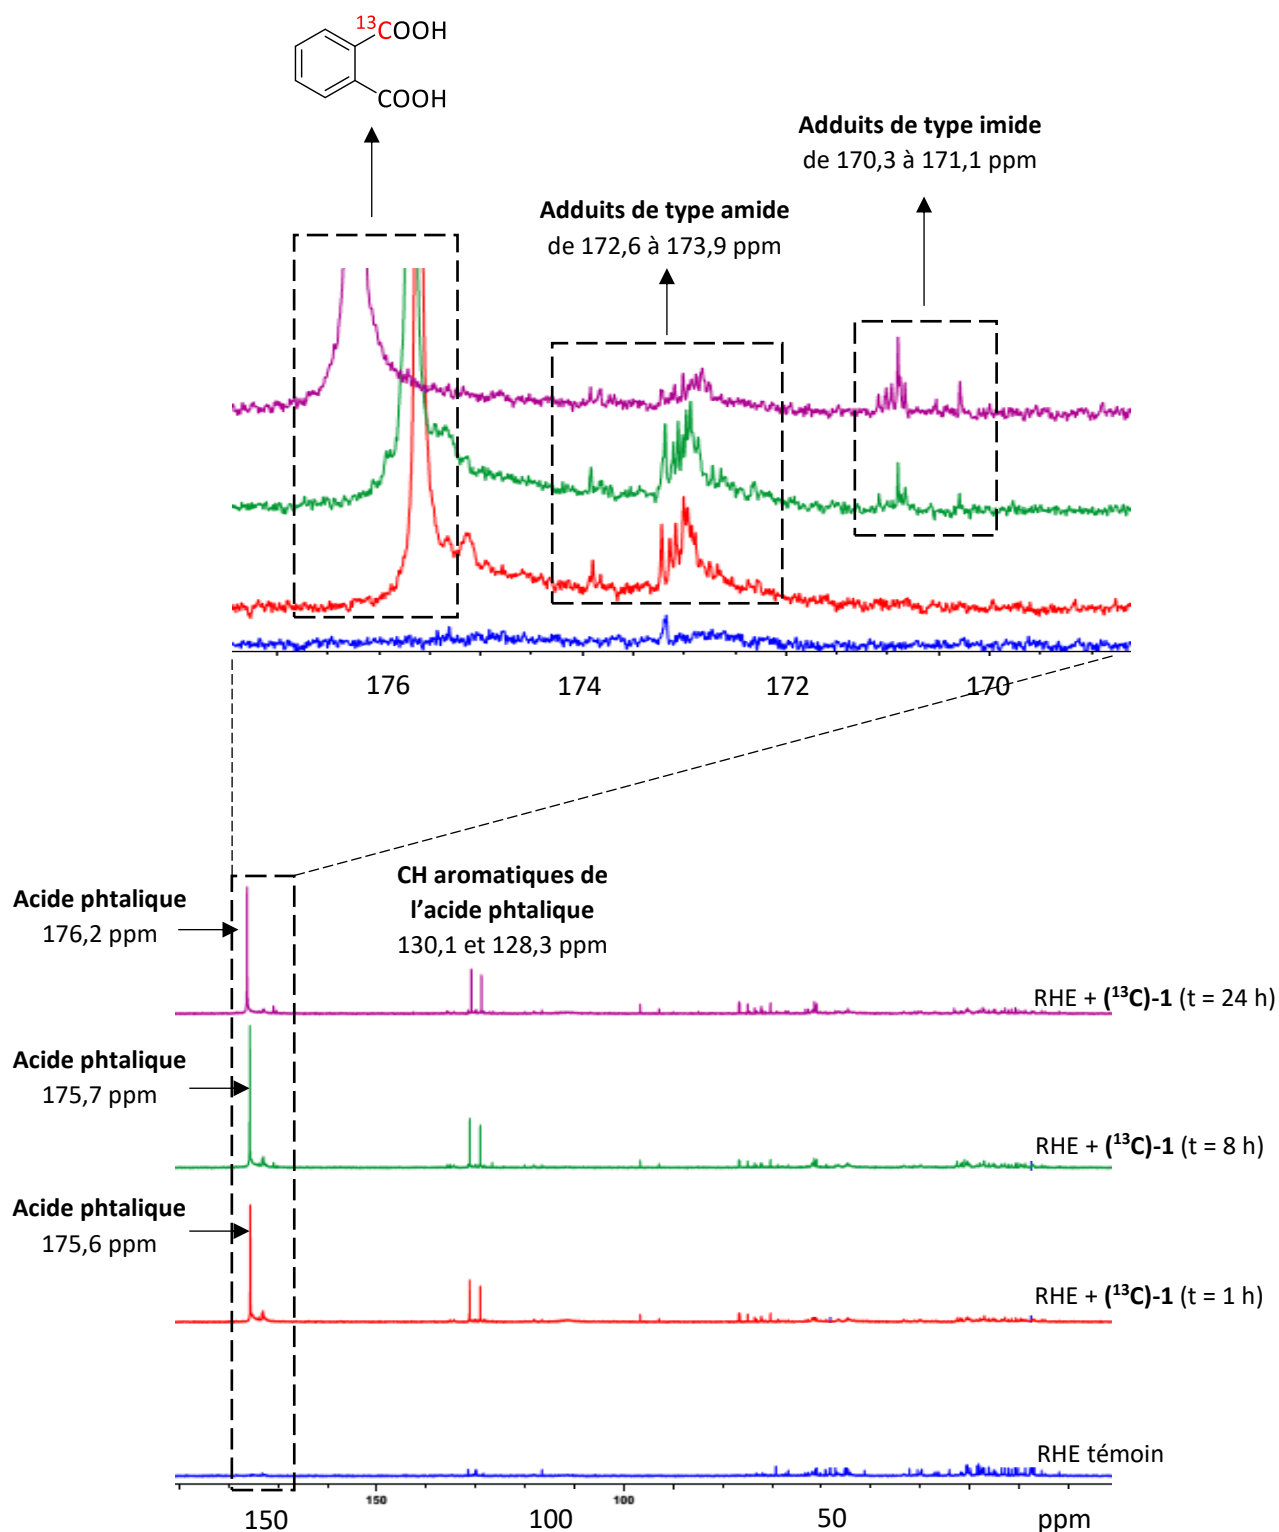 ¹³COOH
COOH
Adduits de type imide
de 170,3 à 171,1 ppm
Adduits de type amide
de 172,6 à 173,9 ppm
176 174 172 170
CH aromatiques de
l’acide phtalique
130,1 et 128,3 ppm
Acide phtalique
176,2 ppm
RHE + (¹³C)-1 (t = 24 h)
Acide phtalique
175,7 ppm
RHE + (¹³C)-1 (t = 8 h)
Acide phtalique
175,6 ppm
RHE + (¹³C)-1 (t = 1 h)
RHE témoin
150 100
150 100 50 ppm